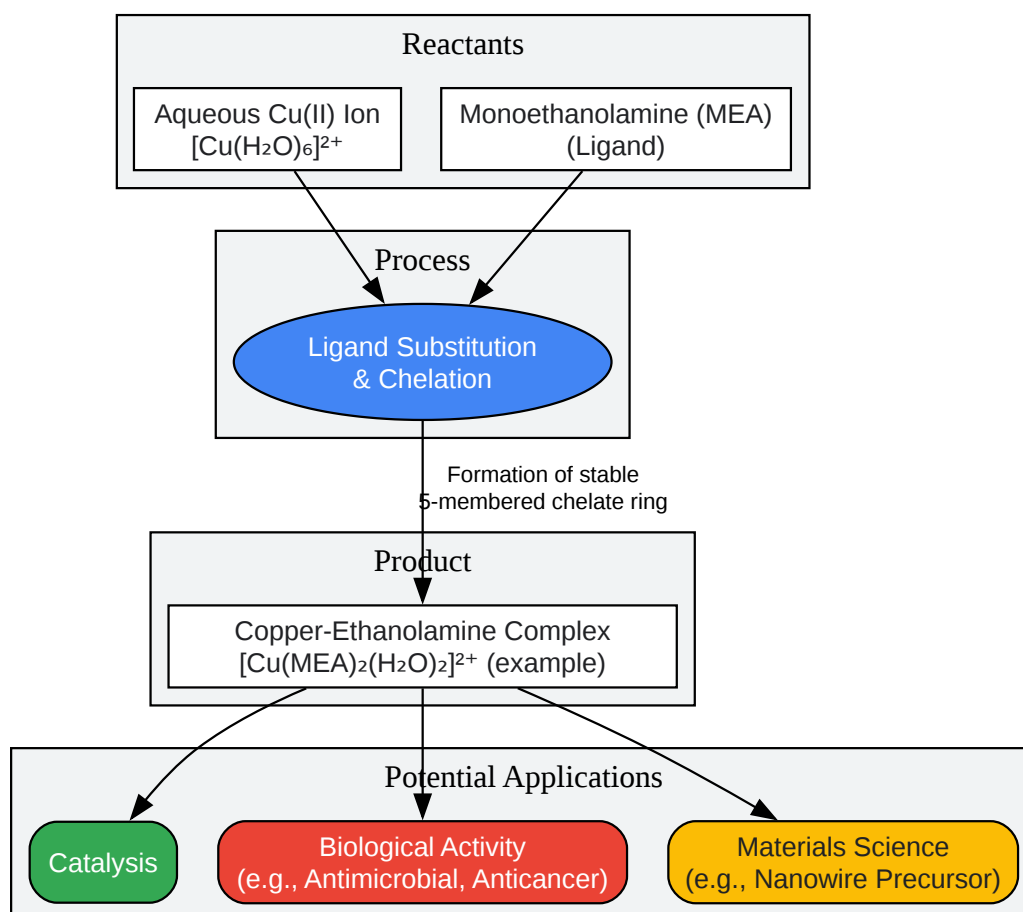 Reactants
Aqueous Cu(II) Ion
[Cu(H₂O)₆]²⁺
Monoethanolamine (MEA)
(Ligand)
Process
Ligand Substitution
& Chelation
Formation of stable
5-membered chelate ring
Product
Copper-Ethanolamine Complex
[Cu(MEA)₂(H₂O)₂]²⁺ (example)
Potential Applications
Catalysis
Biological Activity
(e.g., Antimicrobial, Anticancer)
Materials Science
(e.g., Nanowire Precursor)